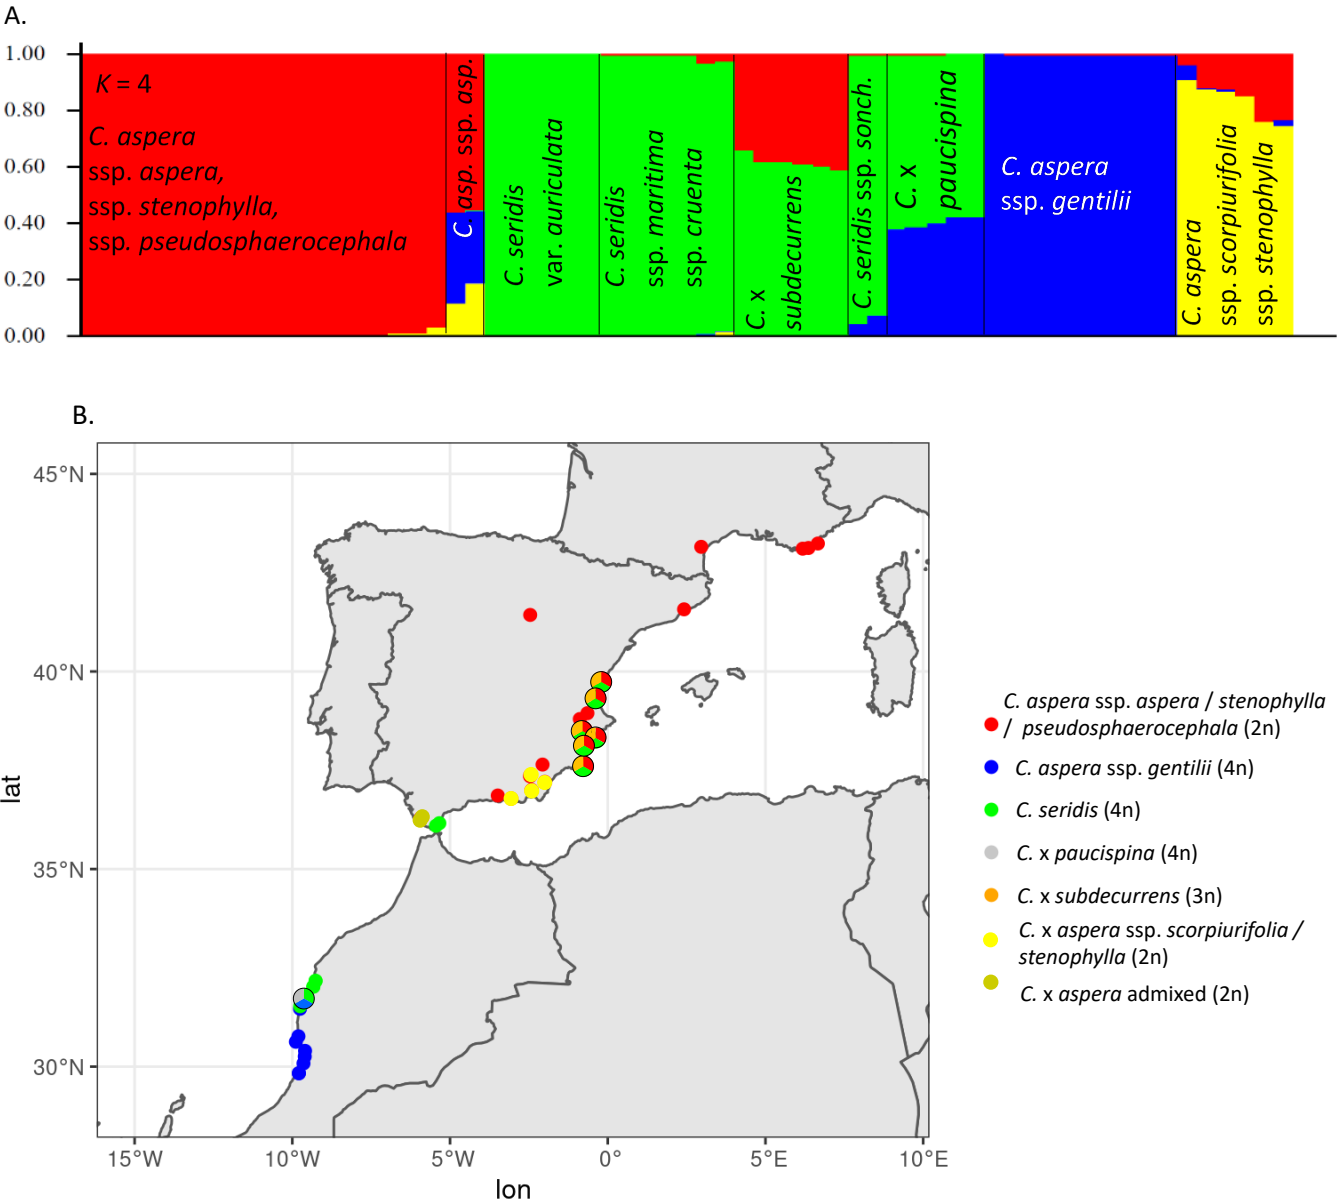 A.
1.00
0.80
0.60
0.40
0.20
0.00
K = 4
C. aspera
ssp. aspera,
ssp. stenophylla,
ssp. pseudosphaerocephala
C. asp. ssp. asp.
C. seridis
var. auriculata
C. seridis
ssp. maritima
ssp. cruenta
C. x
subdecurrens
C. seridis ssp. sonch.
C. x
paucispina
C. aspera
ssp. gentilii
C. aspera
ssp. scorpiurifolia
ssp. stenophylla
B.
45°N
40°N
35°N
30°N
lat
15°W
10°W
5°W
0°
5°E
10°E
lon
C. aspera ssp. aspera / stenophylla
/ pseudosphaerocephala (2n)
C. aspera ssp. gentilii (4n)
C. seridis (4n)
C. x paucispina (4n)
C. x subdecurrens (3n)
C. x aspera ssp. scorpiurifolia /
stenophylla (2n)
C. x aspera admixed (2n)